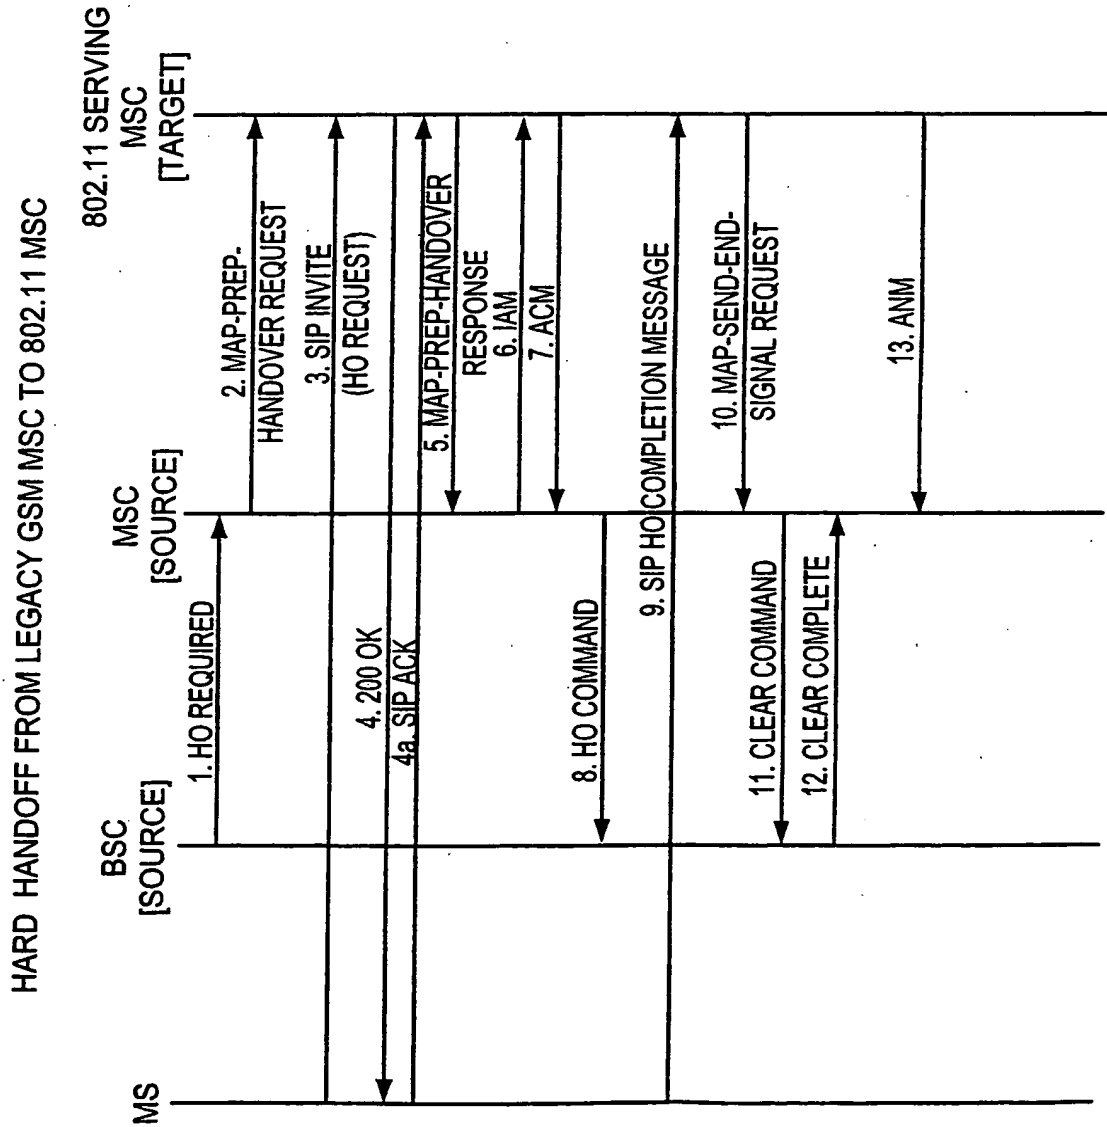 HARD HANDOFF FROM LEGACY GSM MSC TO 802.11 MSC
MS
BSC
[SOURCE]
MSC
[SOURCE]
802.11 SERVING
MSC
[TARGET]
1. HO REQUIRED
2. MAP-PREP-
HANDOVER REQUEST
3. SIP INVITE
(HO REQUEST)
4. 200 OK
4a. SIP ACK
5. MAP-PREP-HANDOVER
RESPONSE
6. IAM
7. ACM
8. HO COMMAND
9. SIP HO COMPLETION MESSAGE
10. MAP-SEND-END-
SIGNAL REQUEST
11. CLEAR COMMAND
12. CLEAR COMPLETE
13. ANM